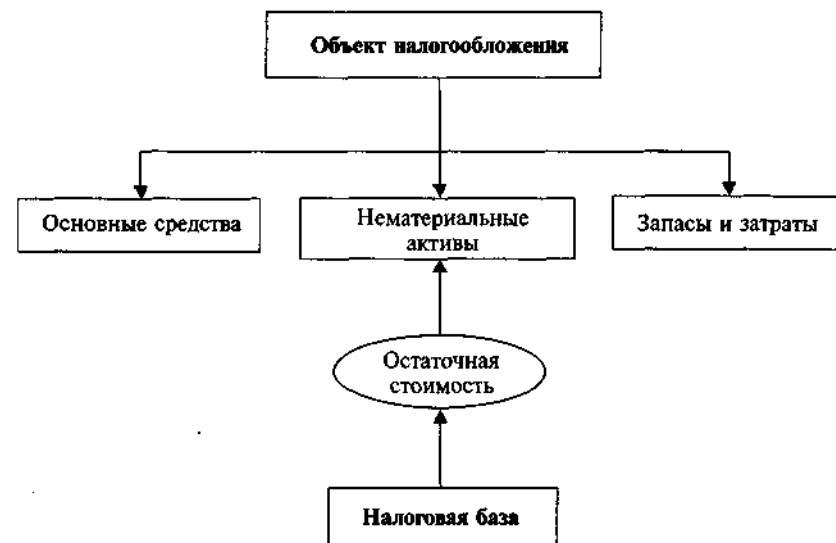 Объект налогообложения
Основные средства
Нематериальные
активы
Запасы и затраты
Остаточная
стоимость
Налоговая база